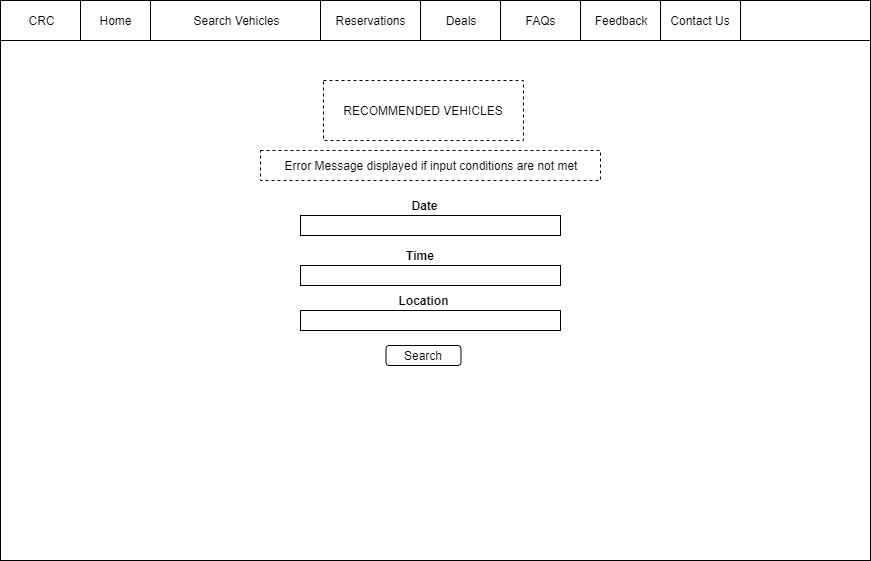 CRC Home Search Vehicles Reservations Deals FAQs Feedback Contact Us
RECOMMENDED VEHICLES
Error Message displayed if input conditions are not met
Date
Time
Location
Search